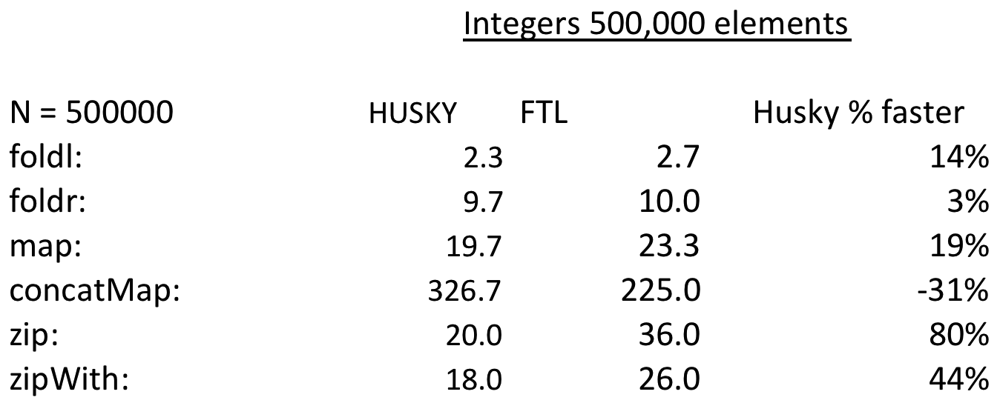 Integers 500,000 elements
N = 500000 HUSKY FTL Husky % faster
foldl: 2.3 2.7 14%
foldr: 9.7 10.0 3%
map: 19.7 23.3 19%
concatMap: 326.7 225.0 -31%
zip: 20.0 36.0 80%
zipWith: 18.0 26.0 44%